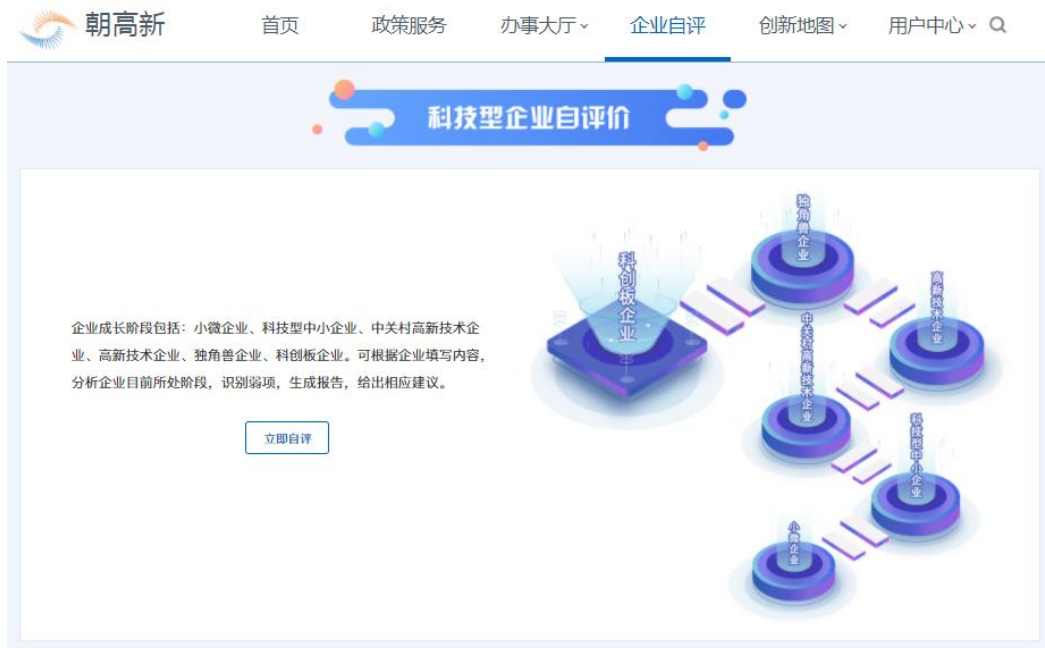 朝高新
首页
政策服务
办事大厅
企业自评
创新地图
用户中心
科技型企业自评价
企业成长阶段包括：小微企业、科技型中小企业、中关村高新技术企
业、高新技术企业、独角兽企业、科创板企业。可根据企业填写内容，
分析企业目前所处阶段，识别弱项，生成报告，给出相应建议。
立即自评
科创板企业
独角兽企业
高新技术企业
中关村高新技术企业
科技型中小企业
小微企业